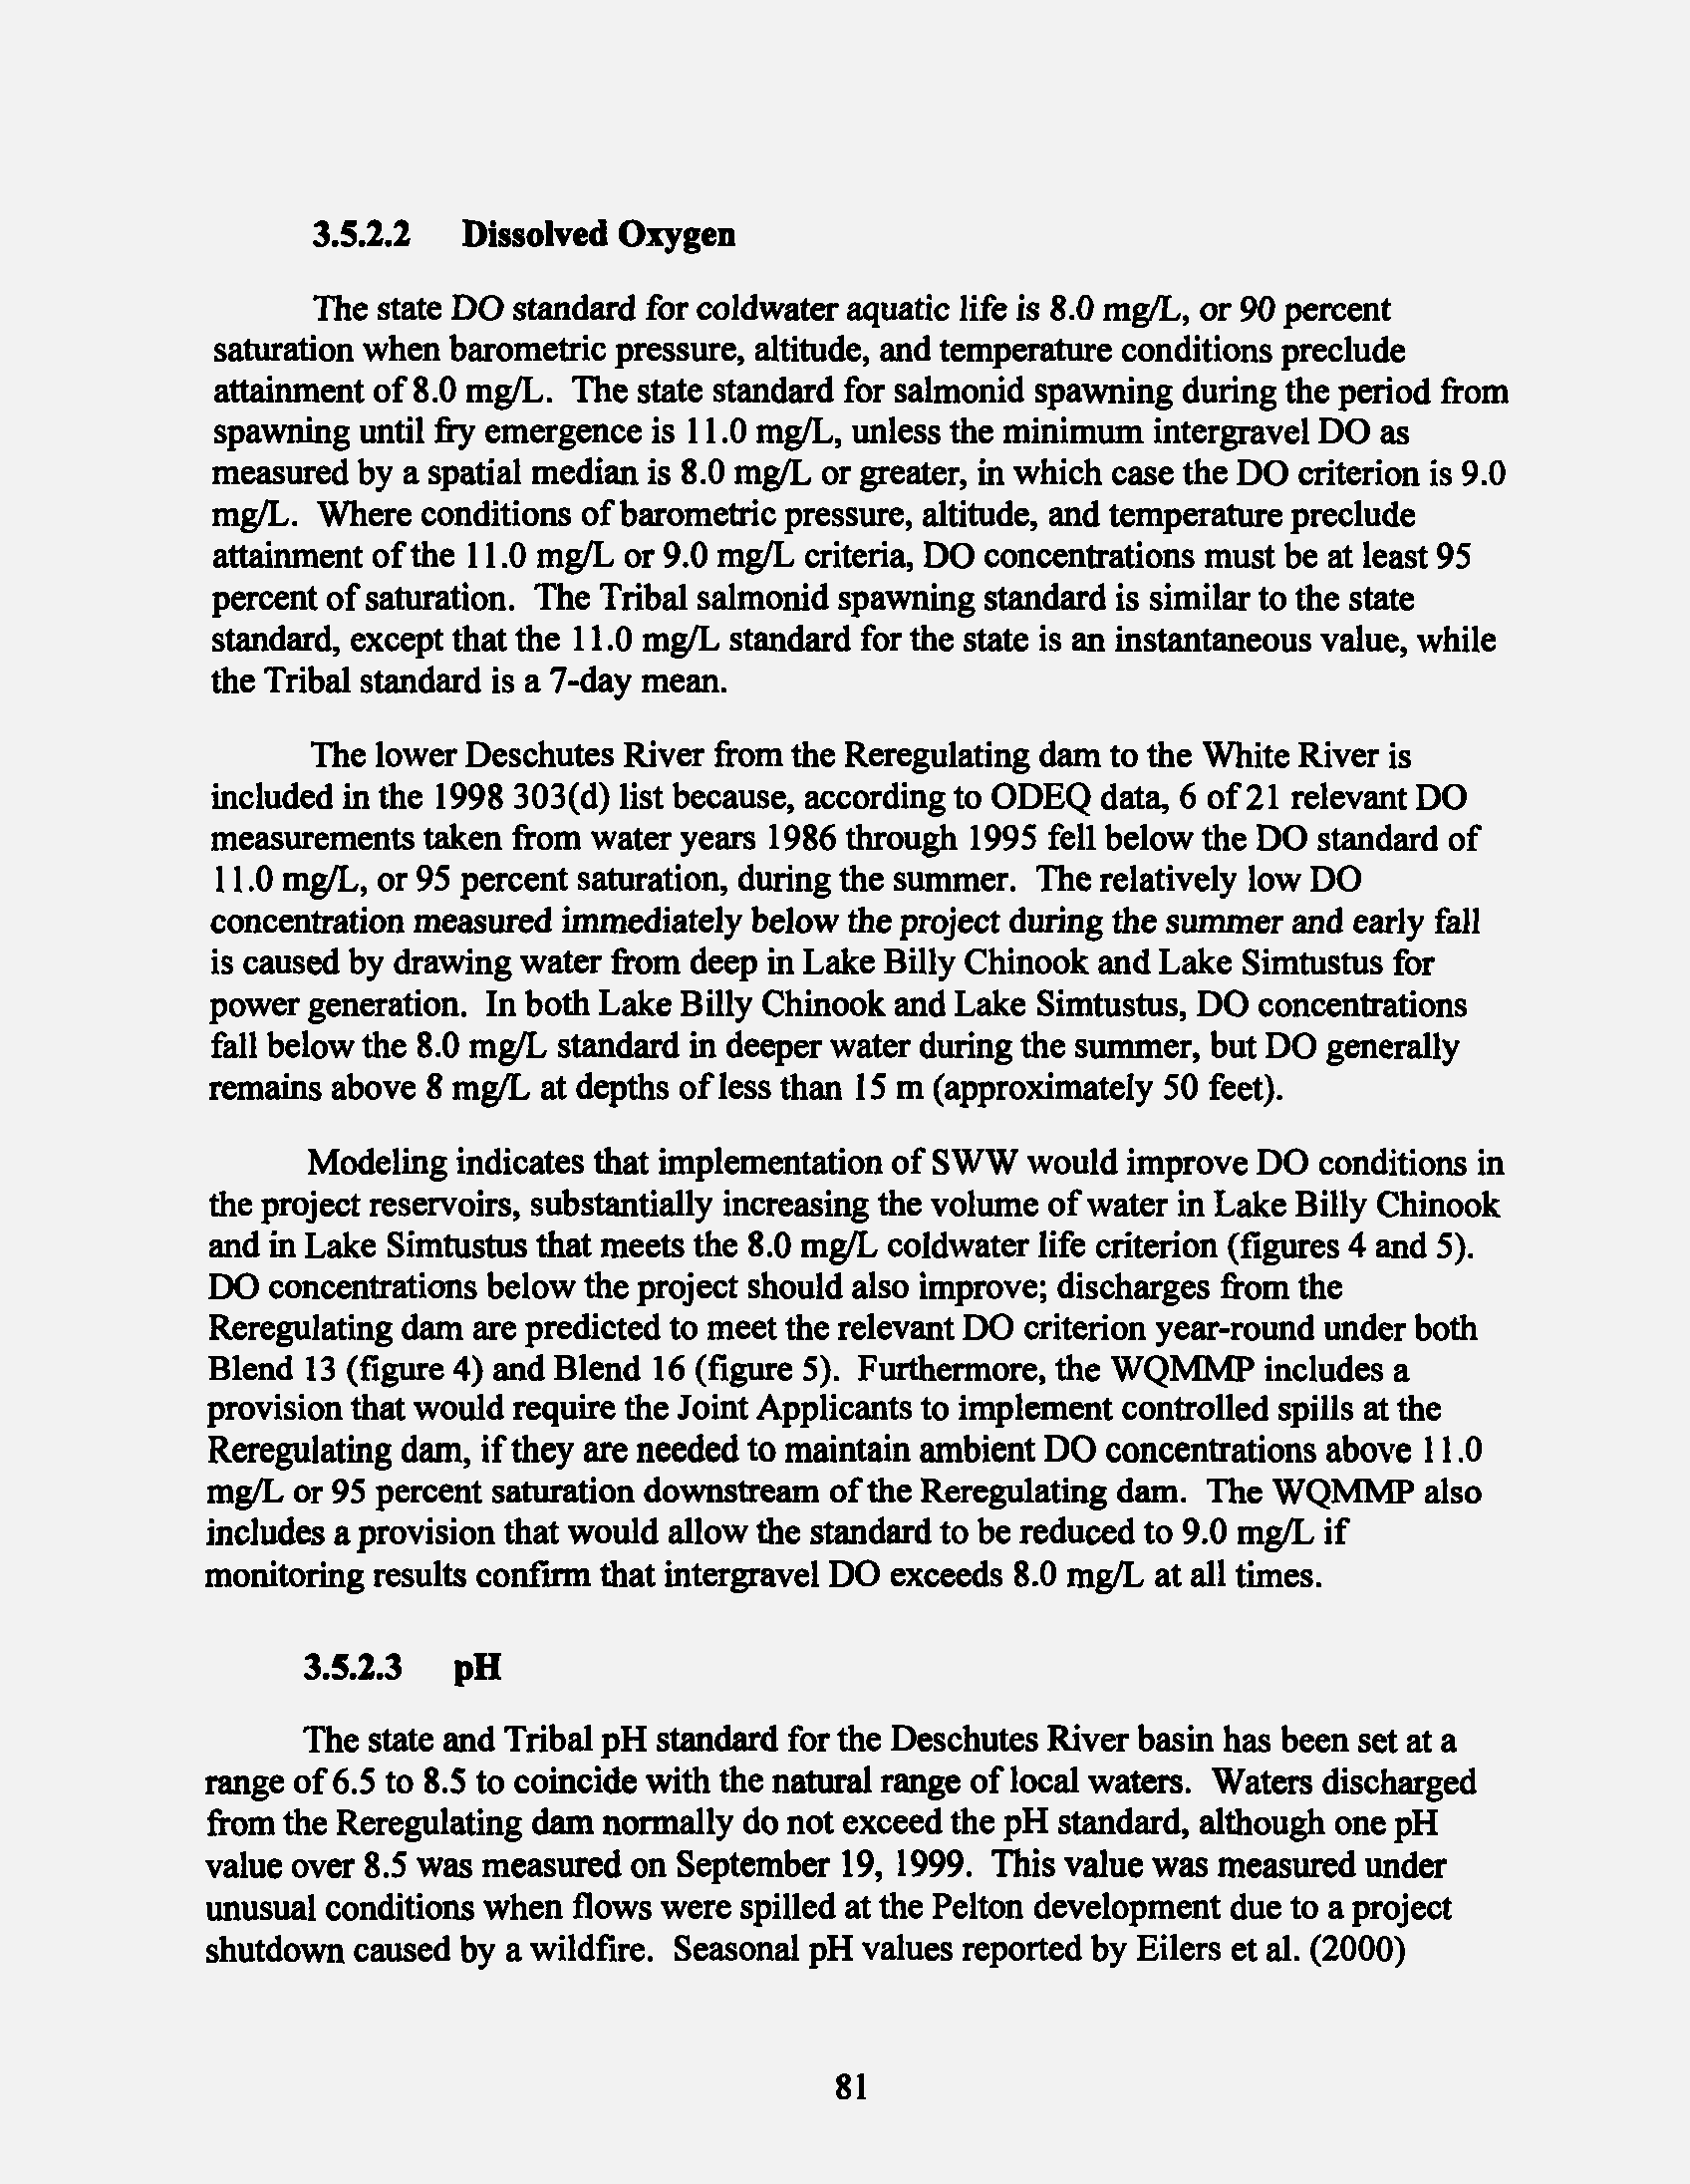 3.5.2.2 Dissolved Oxygen
The state DO standard for coldwater aquatic life is 8.0 mg/L, or 90 percent
saturation when barometric pressure, altitude, and temperature conditions preclude
attainment of 8.0 mg/L. The state standard for salmonid spawning during the period from
spawning until fry emergence is 11.0 mg/L, unless the minimum intergravel DO as
measured by a spatial median is 8.0 mg/L or greater, in which case the DO criterion is 9.0
mg/L. Where conditions of barometric pressure, altitude, and temperature preclude
attainment of the 11.0 mg/L or 9.0 mg/L criteria, DO concentrations must be at least 95
percent of saturation. The Tribal salmonid spawning standard is similar to the state
standard, except that the 11.0 mg/L standard for the state is an instantaneous value, while
the Tribal standard is a 7-day mean.
The lower Deschutes River from the Reregulating dam to the White River is
included in the 1998 303(d) list because, according to ODEQ data, 6 of 21 relevant DO
measurements taken from water years 1986 through 1995 fell below the DO standard of
11.0 mg/L, or 95 percent saturation, during the summer. The relatively low DO
concentration measured immediately below the project during the summer and early fall
is caused by drawing water from deep in Lake Billy Chinook and Lake Simtustus for
power generation. In both Lake Billy Chinook and Lake Simtustus, DO concentrations
fall below the 8.0 mg/L standard in deeper water during the summer, but DO generally
remains above 8 mg/L at depths of less than 15 m (approximately 50 feet).
Modeling indicates that implementation of SWW would improve DO conditions in
the project reservoirs, substantially increasing the volume of water in Lake Billy Chinook
and in Lake Simtustus that meets the 8.0 mg/L coldwater life criterion (figures 4 and 5).
DO concentrations below the project should also improve; discharges from the
Reregulating dam are predicted to meet the relevant DO criterion year-round under both
Blend 13 (figure 4) and Blend 16 (figure 5). Furthermore, the WQMMP includes a
provision that would require the Joint Applicants to implement controlled spills at the
Reregulating dam, if they are needed to maintain ambient DO concentrations above 11.0
mg/L or 95 percent saturation downstream of the Reregulating dam. The WQMMP also
includes a provision that would allow the standard to be reduced to 9.0 mg/L if
monitoring results confirm that intergravel DO exceeds 8.0 mg/L at all times.
3.5.2.3 pH
The state and Tribal pH standard for the Deschutes River basin has been set at a
range of 6.5 to 8.5 to coincide with the natural range of local waters. Waters discharged
from the Reregulating dam normally do not exceed the pH standard, although one pH
value over 8.5 was measured on September 19, 1999. This value was measured under
unusual conditions when flows were spilled at the Pelton development due to a project
shutdown caused by a wildfire. Seasonal pH values reported by Eilers et al. (2000)
81